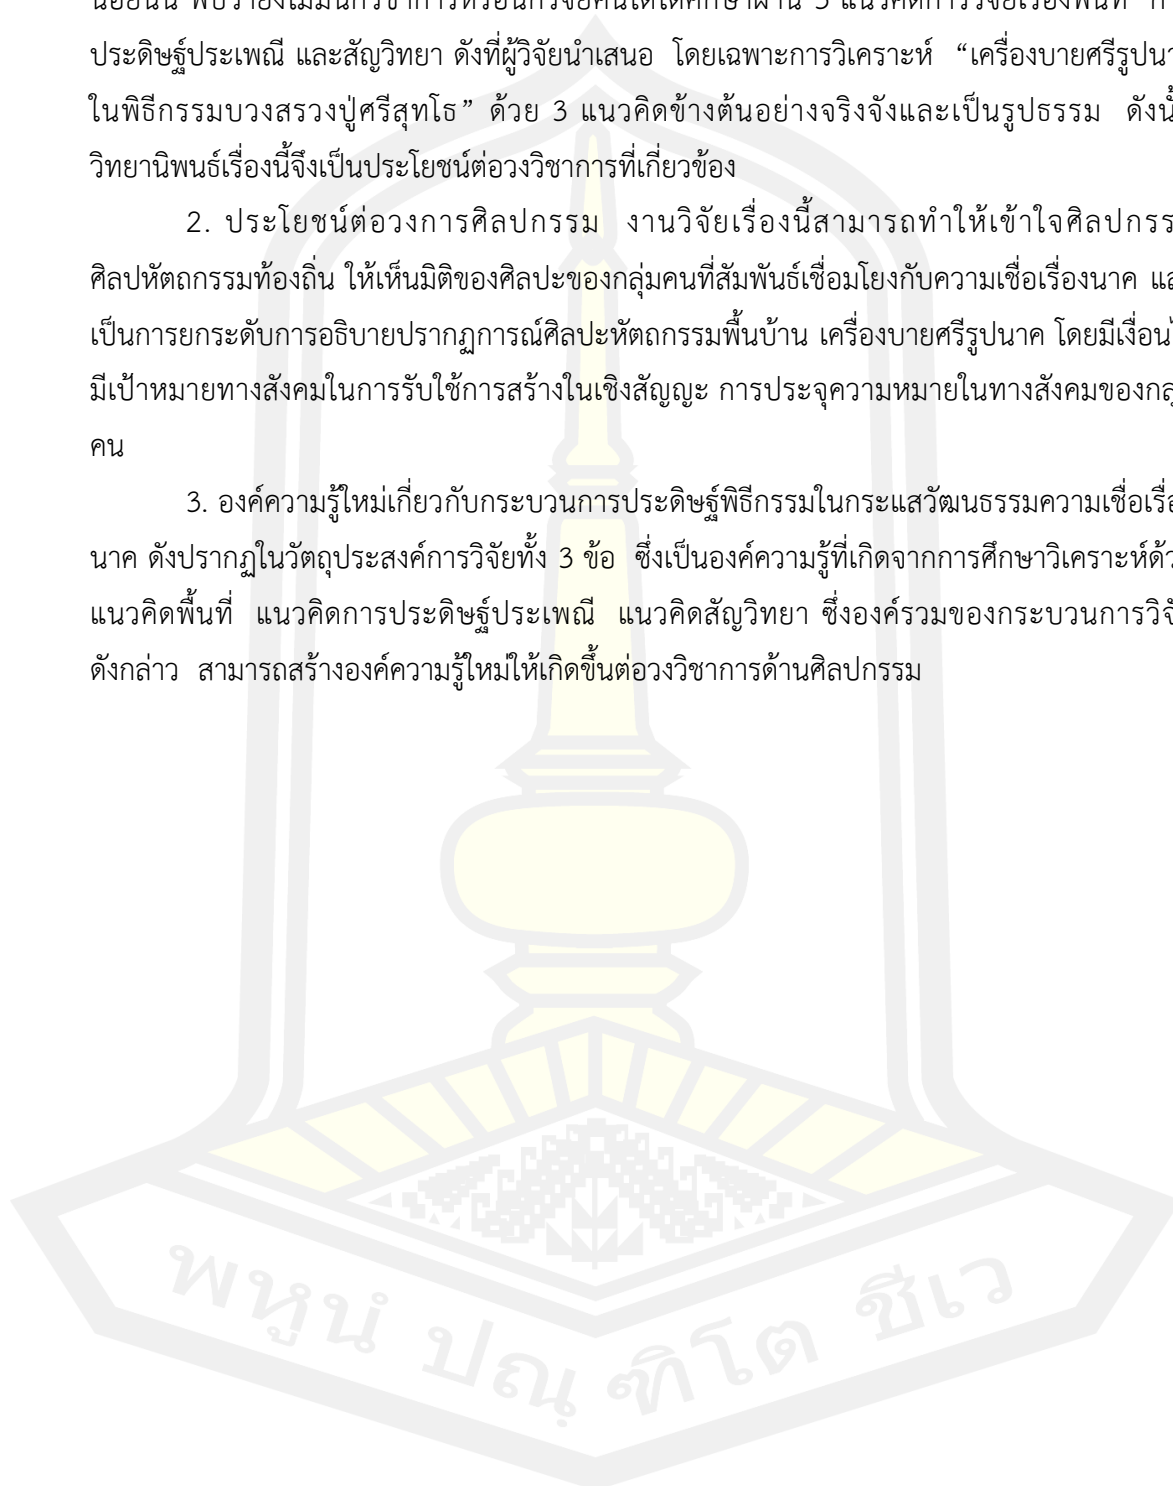 ประดิษฐ์ประเพณี และสัญวิทยา ดังที่ผู้วิจัยนำเสนอ โดยเฉพาะการวิเคราะห์ “เครื่องบายศรีรูปนา
ในพิธีกรรมบวงสรวงปู่ศรีสุทโธ” ด้วย 3 แนวคิดข้างต้นอย่างจริงจังและเป็นรูปธรรม ดังนั้
วิทยานิพนธ์เรื่องนี้จึงเป็นประโยชน์ต่อวงวิชาการที่เกี่ยวข้อง
2. ประโยชน์ต่อวงการศิลปกรรม งานวิจัยเรื่องนี้สามารถทำให้เข้าใจศิลปกรร
ศิลปหัตถกรรมท้องถิ่น ให้เห็นมิติของศิลปะของกลุ่มคนที่สัมพันธ์เชื่อมโยงกับความเชื่อเรื่องนาค แล
เป็นการยกระดับการอธิบายปรากฏการณ์ศิลปะหัตถกรรมพื้นบ้าน เครื่องบายศรีรูปนาค โดยมีเงื่อน
มีเป้าหมายทางสังคมในการรับใช้การสร้างในเชิงสัญญะ การประจุความหมายในทางสังคมของกลุ
คน
3. องค์ความรู้ใหม่เกี่ยวกับกระบวนการประดิษฐ์พิธีกรรมในกระแสวัฒนธรรมความเชื่อเรื่อ
นาค ดังปรากฏในวัตถุประสงค์การวิจัยทั้ง 3 ข้อ ซึ่งเป็นองค์ความรู้ที่เกิดจากการศึกษาวิเคราะห์ด้ว
แนวคิดพื้นที่ แนวคิดการประดิษฐ์ประเพณี แนวคิดสัญวิทยา ซึ่งองค์รวมของกระบวนการวิจั
ดังกล่าว สามารถสร้างองค์ความรู้ใหม่ให้เกิดขึ้นต่อวงวิชาการด้านศิลปกรรม
พหูนํ ปณฺฑิโต ชีเว